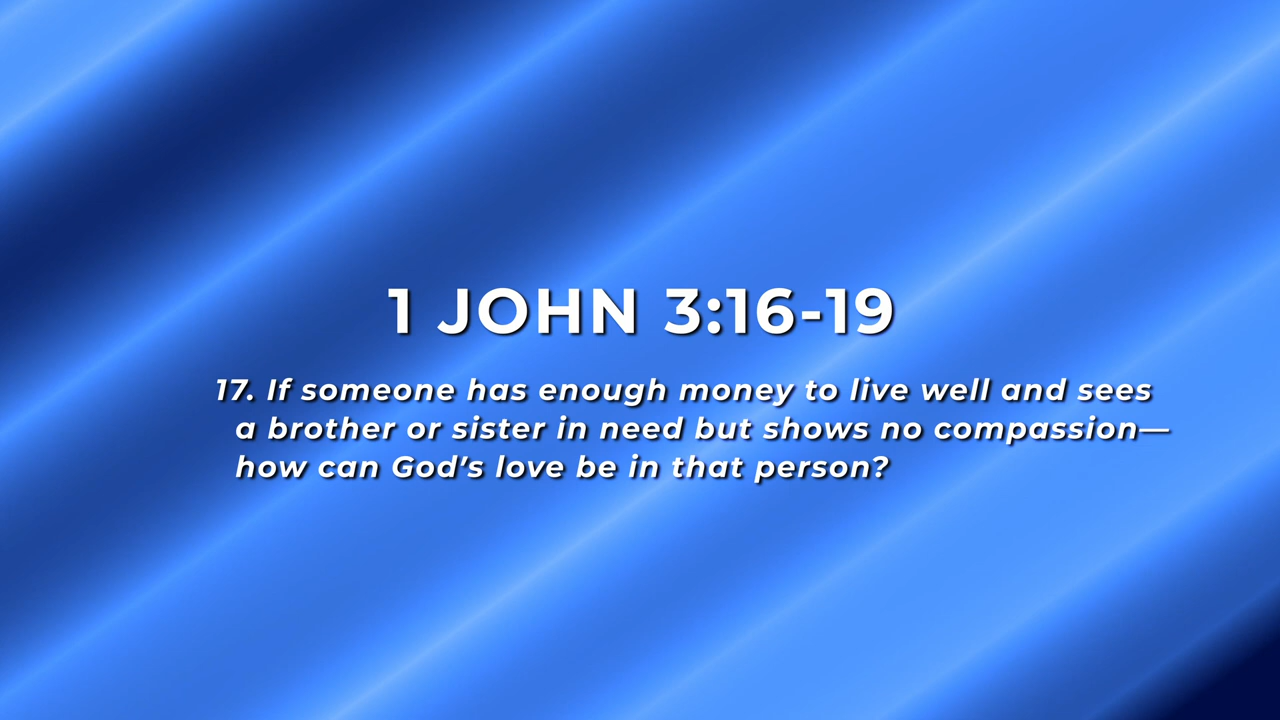 1 JOHN 3:16-19
17. If someone has enough money to live well and sees
a brother or sister in need but shows no compassion—
how can God’s love be in that person?